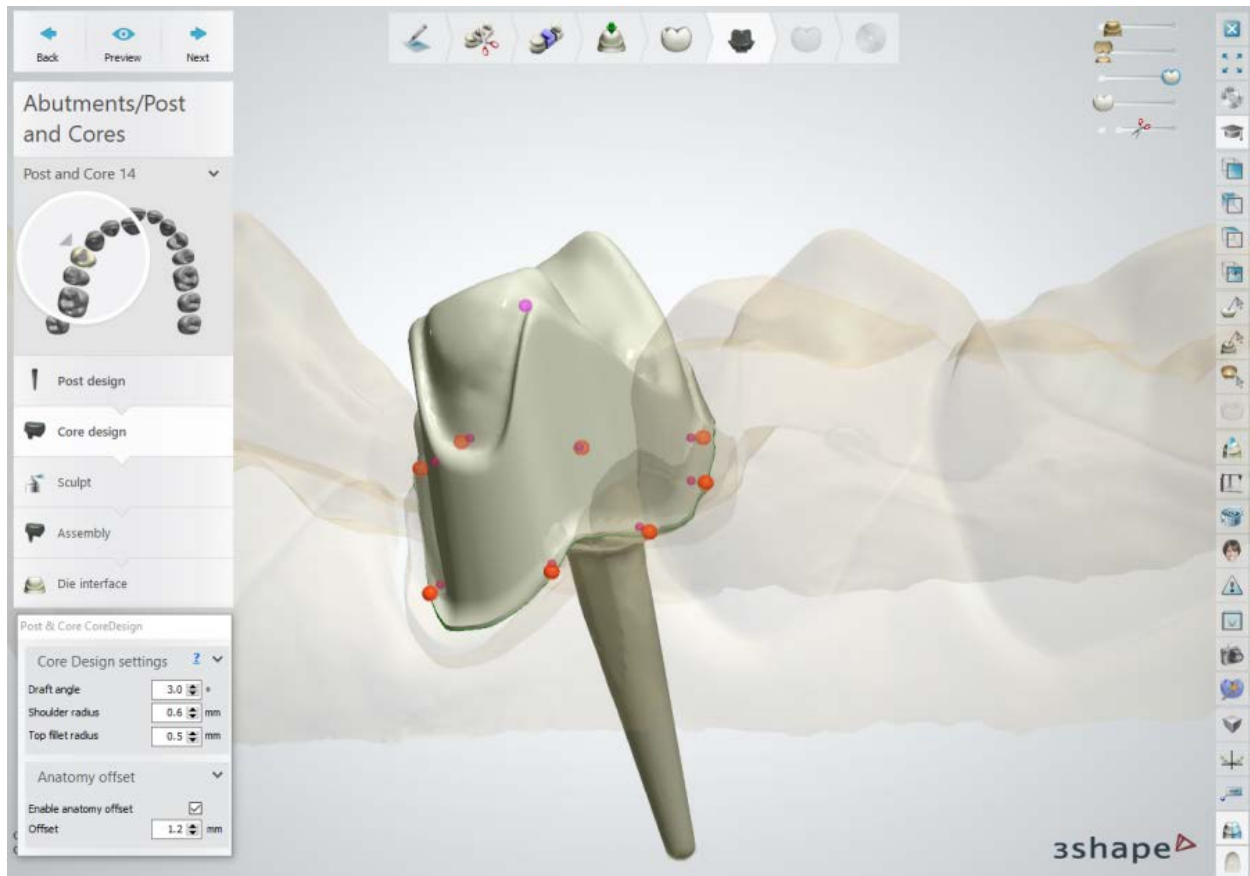 Back Preview Next
Abutments/Post
and Cores
Post and Core 14
Post design
Core design
Sculpt
Assembly
Die interface
Post & Core CoreDesign
Core Design settings ?
Draft angle 3.0 °
Shoulder radius 0.6 mm
Top fillet radius 0.5 mm
Anatomy offset
Enable anatomy offset
Offset 1.2 mm
3shape